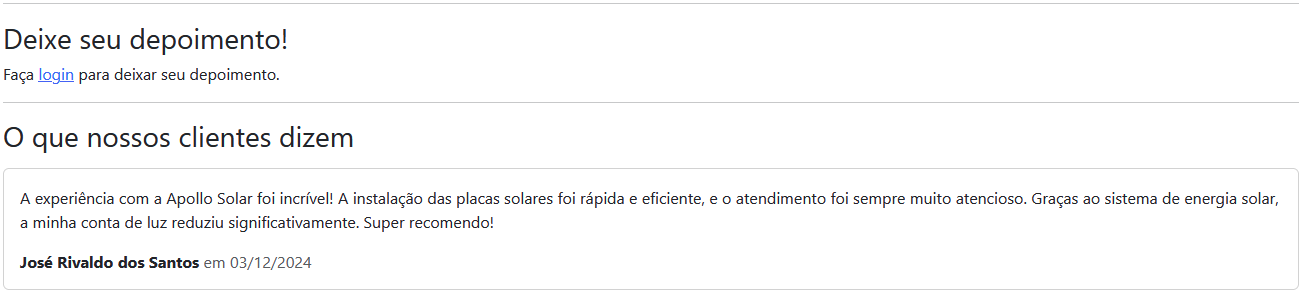 Deixe seu depoimento!
Faça login para deixar seu depoimento.
O que nossos clientes dizem
A experiência com a Apollo Solar foi incrível! A instalação das placas solares foi rápida e eficiente, e o atendimento foi sempre muito atencioso. Graças ao sistema de energia solar,
a minha conta de luz reduziu significativamente. Super recomendo!
José Rivaldo dos Santos em 03/12/2024